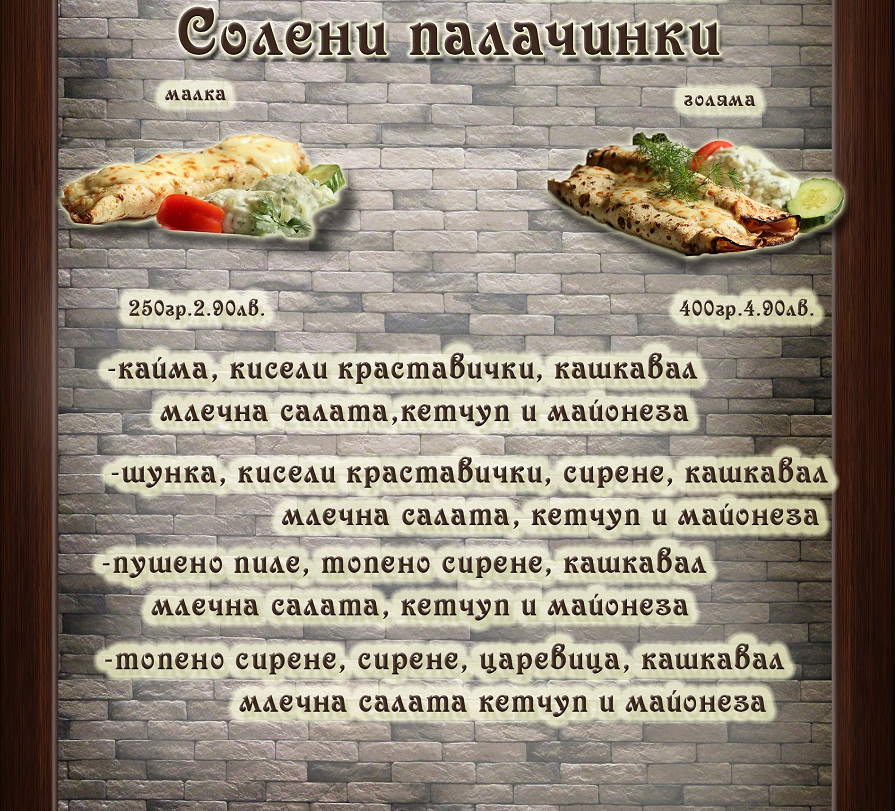 Солени палачинки
малка
голяма
250гр.2.90лв.
400гр.4.90лв.
-кайма, кисели краставички, кашкавал
млечна салата,кетчуп и майонеза
-шунка, кисели краставички, сирене, кашкавал
млечна салата, кетчуп и майонеза
-пушено пиле, топено сирене, кашкавал
млечна салата, кетчуп и майонеза
-топено сирене, сирене, царевица, кашкавал
млечна салата кетчуп и майонеза